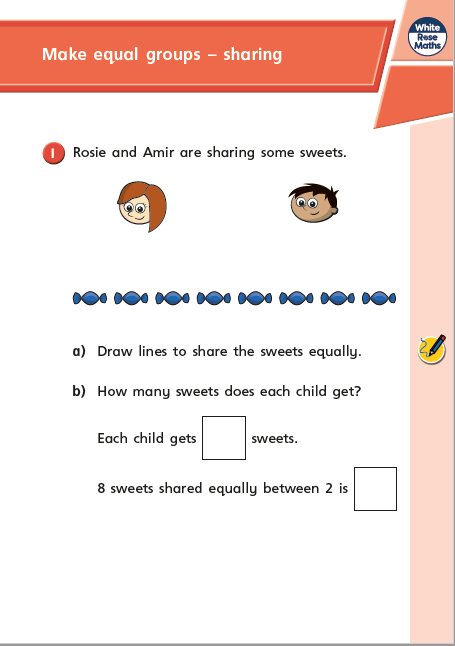 Make equal groups – sharing
White
Rose
Maths
1 Rosie and Amir are sharing some sweets.
a) Draw lines to share the sweets equally.
b) How many sweets does each child get?
Each child gets sweets.
8 sweets shared equally between 2 is